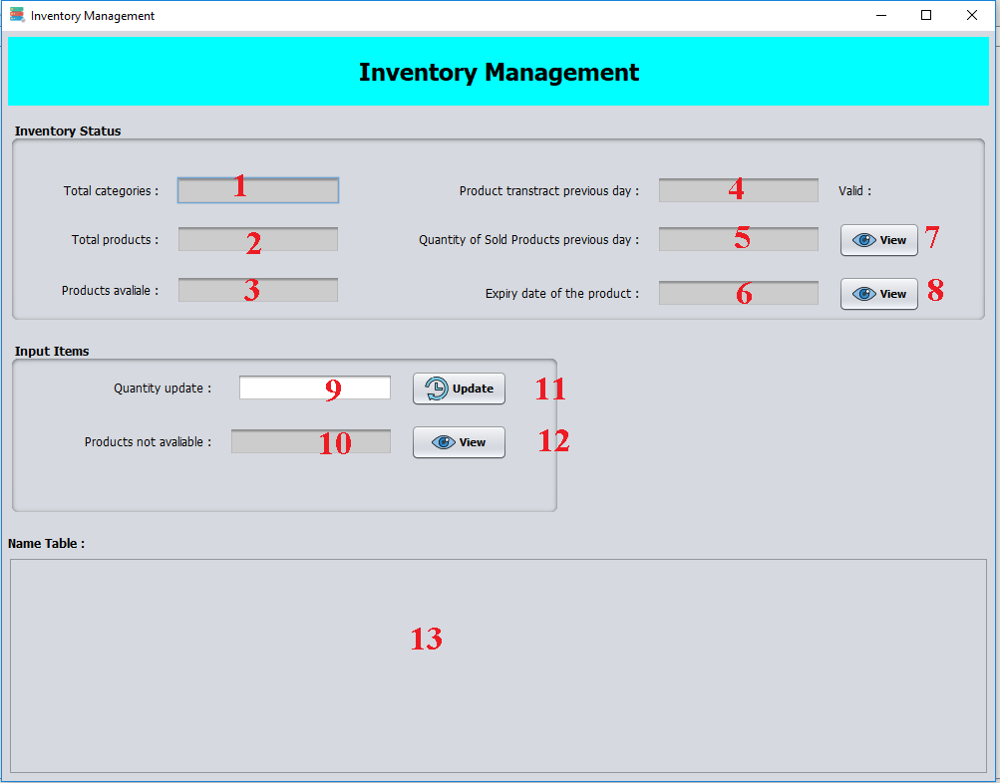 Inventory Management
Inventory Management
Inventory Status
Total categories : 1 Product transtract previous day : 4 Valid :
Total products : 2 Quantity of Sold Products previous day : 5 View 7
Products avaliale : 3 Expiry date of the product : 6 View 8
Input Items
Quantity update : 9 Update 11
Products not avaliable : 10 View 12
Name Table :
13